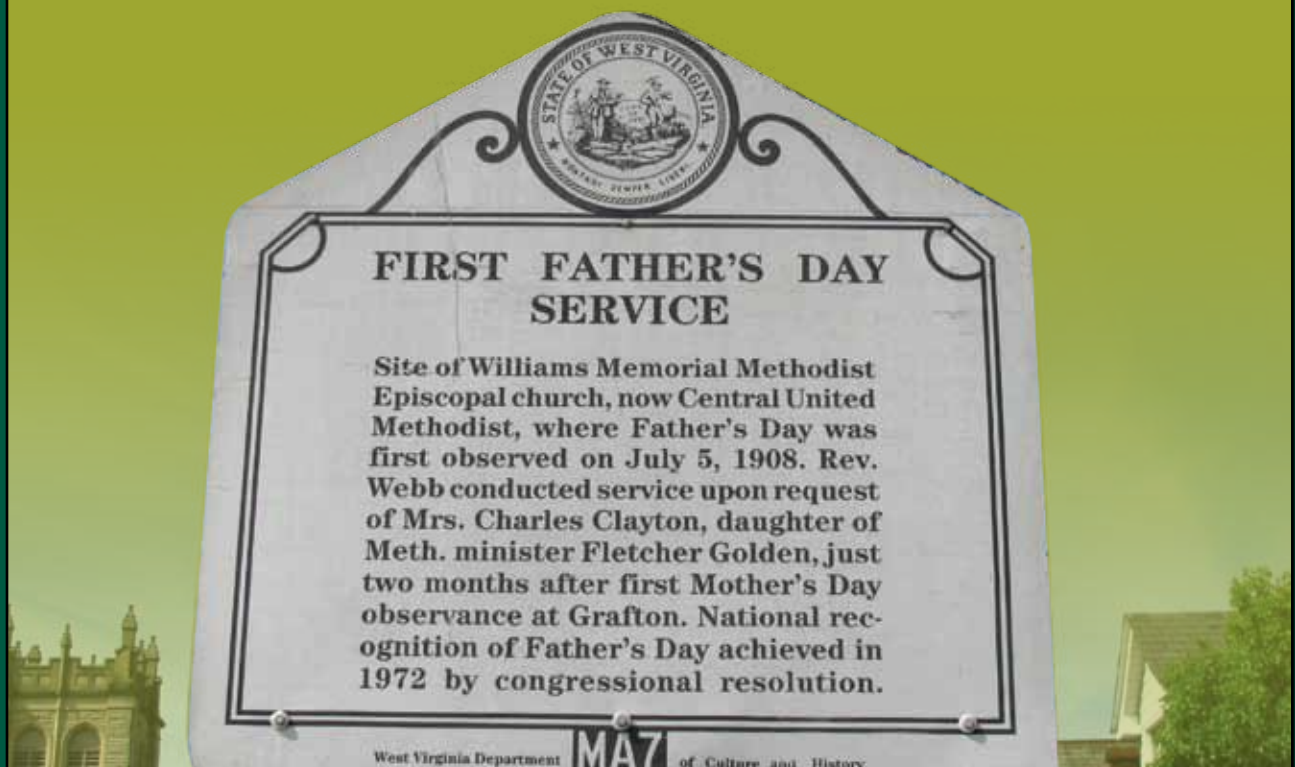 STATE OF WEST VIRGINIA
MONTANI SEMPER LIBERI
FIRST FATHER'S DAY
SERVICE
Site of Williams Memorial Methodist
Episcopal church, now Central United
Methodist, where Father's Day was
first observed on July 5, 1908. Rev.
Webb conducted service upon request
of Mrs. Charles Clayton, daughter of
Meth. minister Fletcher Golden, just
two months after first Mother's Day
observance at Grafton. National rec-
ognition of Father's Day achieved in
1972 by congressional resolution.
West Virginia Department MA7 of Culture and History